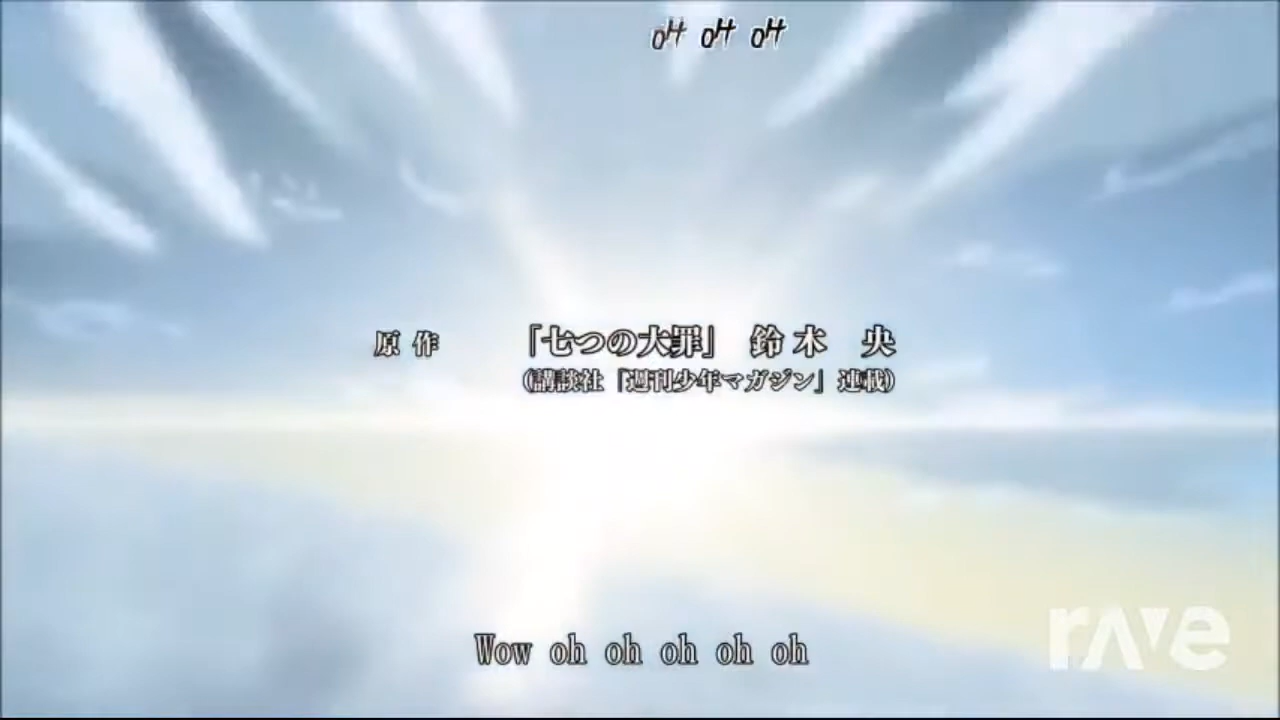 oH oH oH
原作 「七つの大罪」 鈴木 央
(講談社「週刊少年マガジン」連載)
Wow oh oh oh oh oh
rave